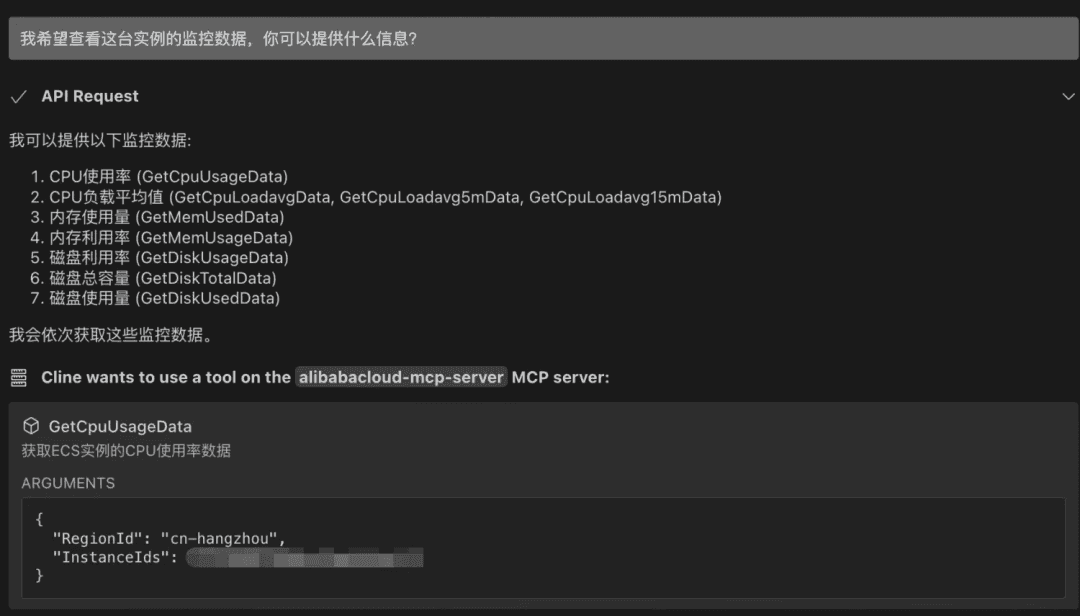 我希望查看这台实例的监控数据，你可以提供什么信息？
API Request
我可以提供以下监控数据:
1. CPU使用率 (GetCpuUsageData)
2. CPU负载平均值 (GetCpuLoadavgData, GetCpuLoadavg5mData, GetCpuLoadavg15mData)
3. 内存使用量 (GetMemUsedData)
4. 内存利用率 (GetMemUsageData)
5. 磁盘利用率 (GetDiskUsageData)
6. 磁盘总容量 (GetDiskTotalData)
7. 磁盘使用量 (GetDiskUsedData)
我会依次获取这些监控数据。
Cline wants to use a tool on the alibabacloud-mcp-server MCP server:
GetCpuUsageData
获取ECS实例的CPU使用率数据
ARGUMENTS
{
"RegionId": "cn-hangzhou",
"InstanceIds":
}